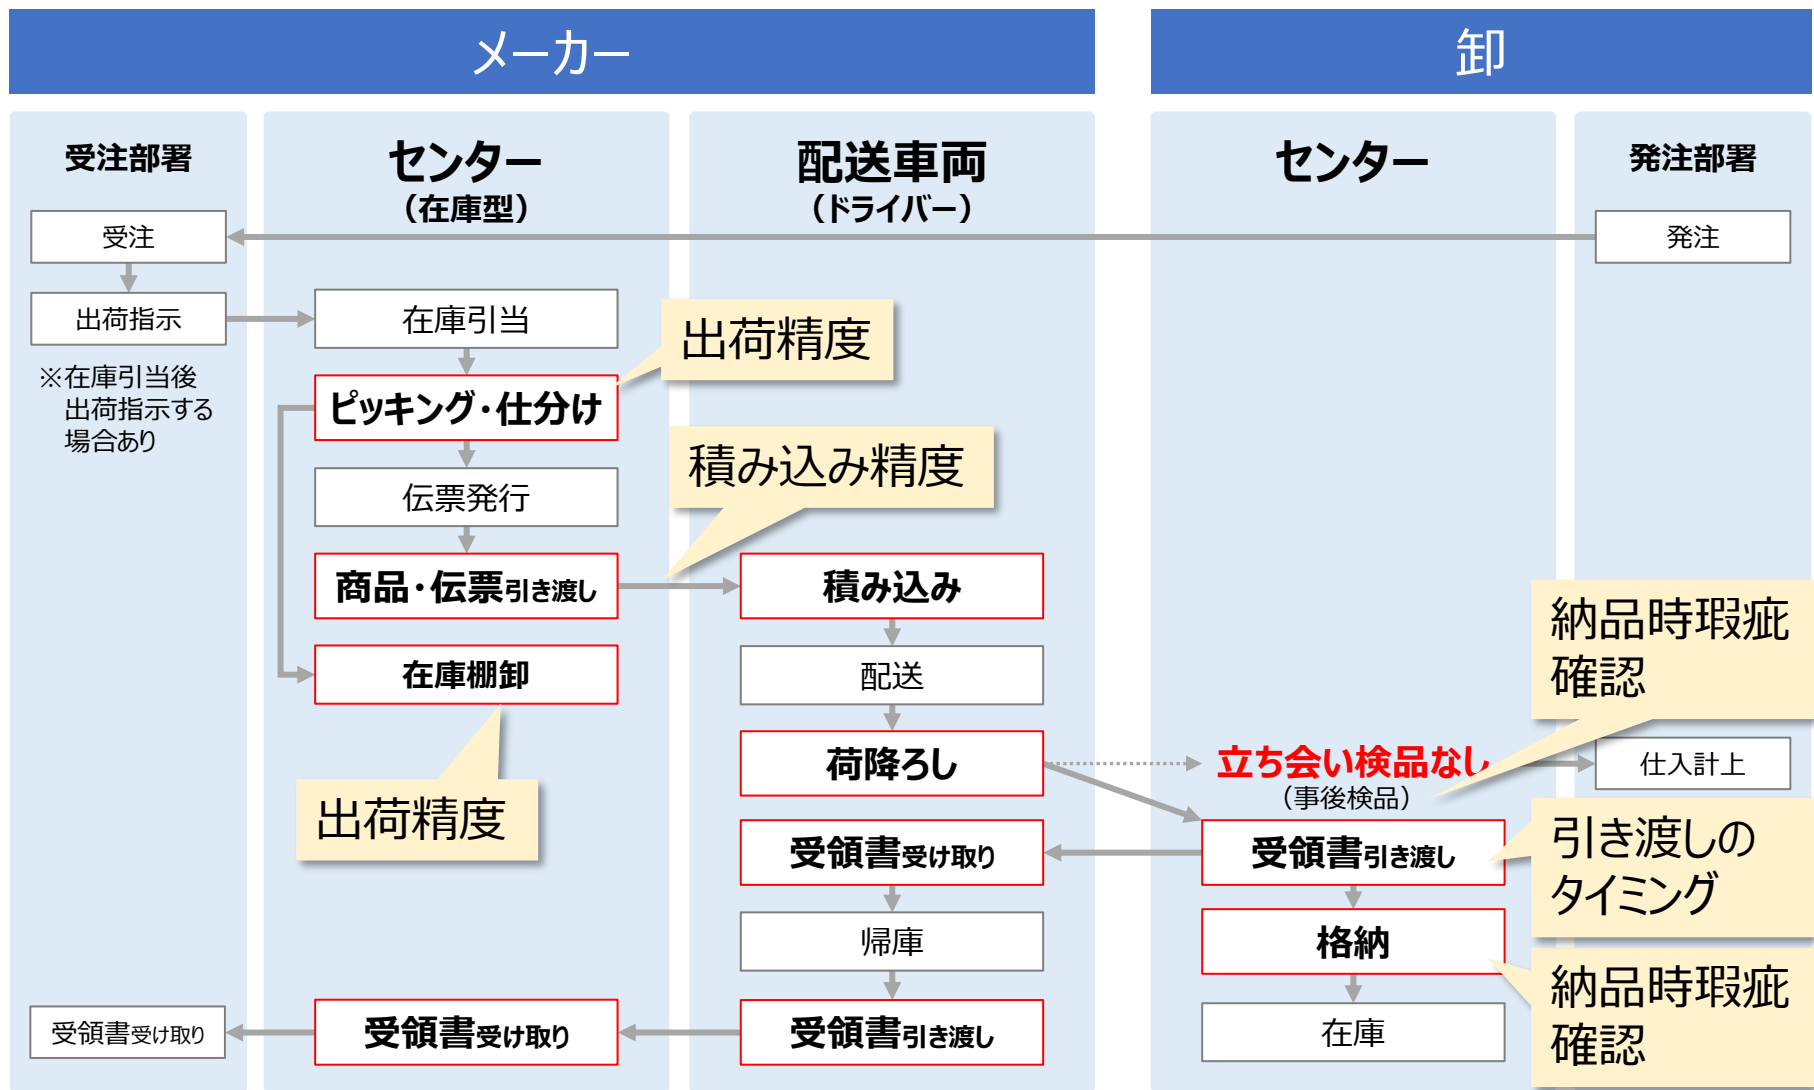 メーカー
卸
受注部署
センター
（在庫型）
配送車両
（ドライバー）
センター
発注部署
受注
発注
出荷指示
※在庫引当後
出荷指示する
場合あり
在庫引当
出荷精度
ピッキング・仕分け
積み込み精度
伝票発行
商品・伝票引き渡し
積み込み
在庫棚卸
配送
出荷精度
荷降ろし
立ち会い検品なし
（事後検品）
納品時瑕疵
確認
仕入計上
受領書受け取り
受領書引き渡し
引き渡しの
タイミング
帰庫
格納
納品時瑕疵
確認
受領書受け取り
受領書受け取り
受領書引き渡し
在庫